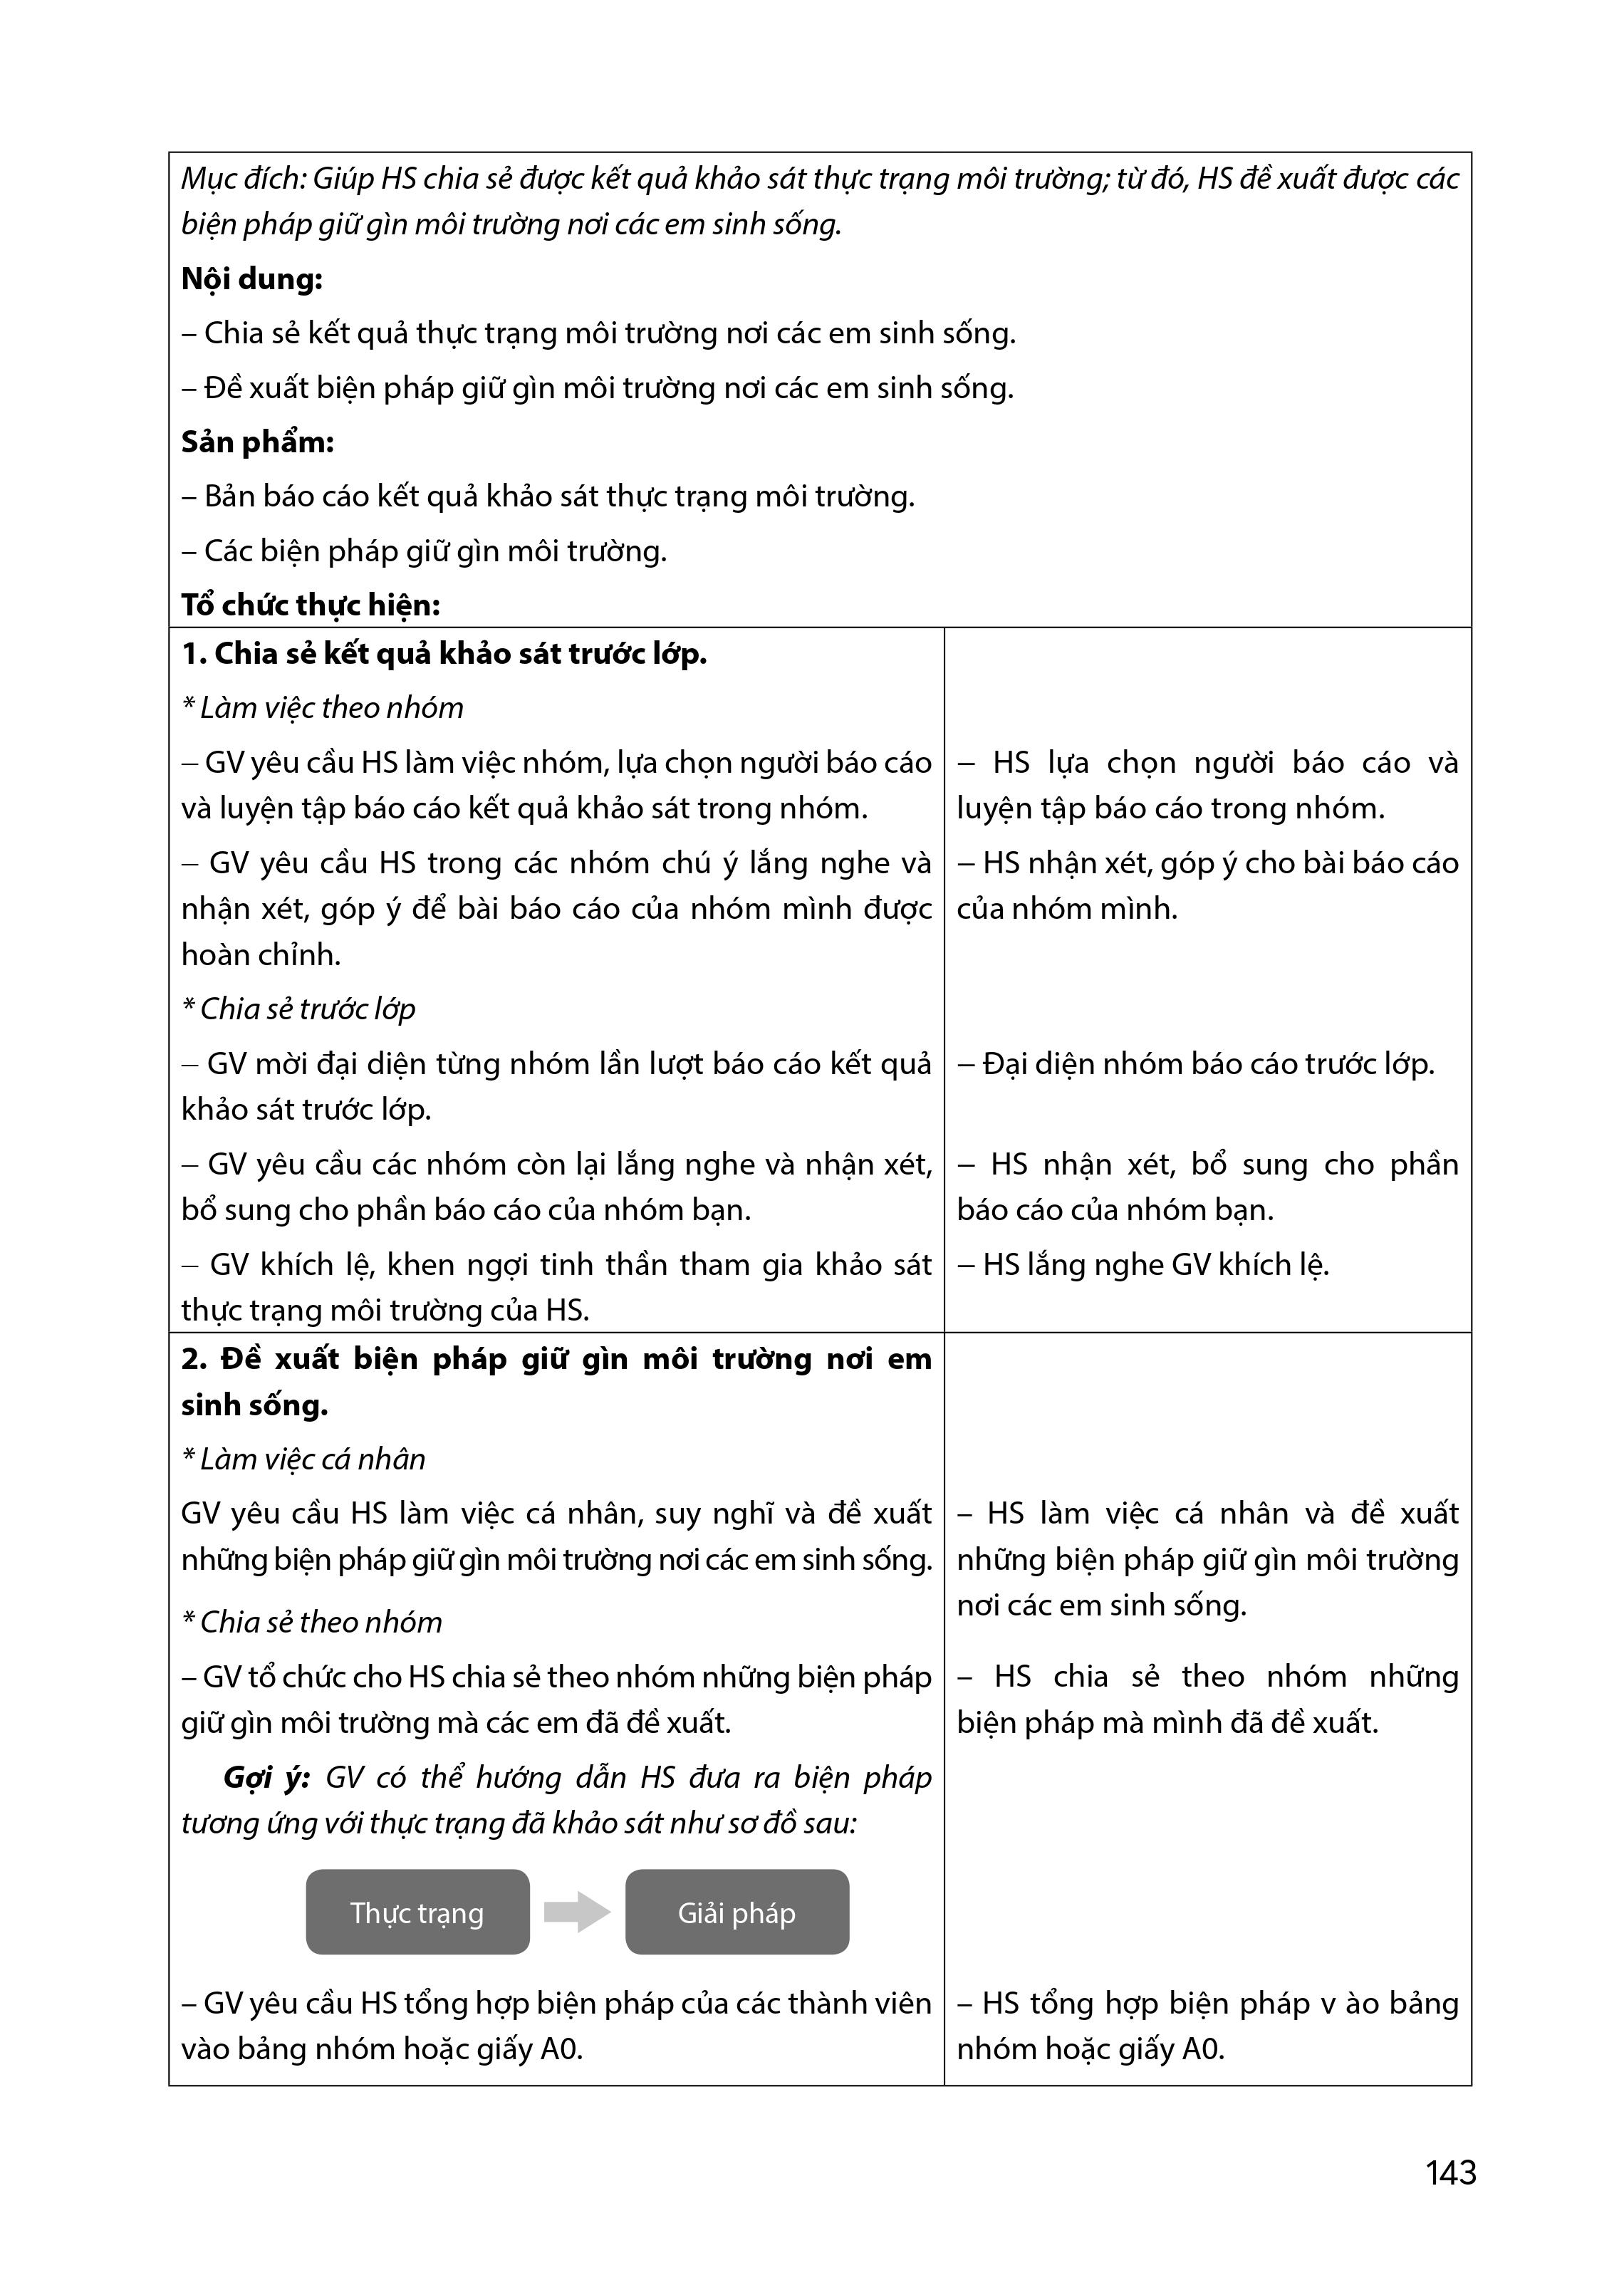 Mục đích: Giúp HS chia sẻ được kết quả khảo sát thực trạng môi trường; từ đó, HS đề xuất được các
biện pháp giữ gìn môi trường nơi các em sinh sống.
Nội dung:
– Chia sẻ kết quả thực trạng môi trường nơi các em sinh sống.
– Đề xuất biện pháp giữ gìn môi trường nơi các em sinh sống.
Sản phẩm:
– Bản báo cáo kết quả khảo sát thực trạng môi trường.
– Các biện pháp giữ gìn môi trường.
Tổ chức thực hiện:
1. Chia sẻ kết quả khảo sát trước lớp.
* Làm việc theo nhóm
– GV yêu cầu HS làm việc nhóm, lựa chọn người báo cáo
và luyện tập báo cáo kết quả khảo sát trong nhóm.
– GV yêu cầu HS trong các nhóm chú ý lắng nghe và
nhận xét, góp ý để bài báo cáo của nhóm mình được
hoàn chỉnh.
* Chia sẻ trước lớp
– GV mời đại diện từng nhóm lần lượt báo cáo kết quả
khảo sát trước lớp.
– GV yêu cầu các nhóm còn lại lắng nghe và nhận xét,
bổ sung cho phần báo cáo của nhóm bạn.
– GV khích lệ, khen ngợi tinh thần tham gia khảo sát
thực trạng môi trường của HS.
– HS lựa chọn người báo cáo và
luyện tập báo cáo trong nhóm.
– HS nhận xét, góp ý cho bài báo cáo
của nhóm mình.
– Đại diện nhóm báo cáo trước lớp.
– HS nhận xét, bổ sung cho phần
báo cáo của nhóm bạn.
– HS lắng nghe GV khích lệ.
2. Đề xuất biện pháp giữ gìn môi trường nơi em
sinh sống.
* Làm việc cá nhân
GV yêu cầu HS làm việc cá nhân, suy nghĩ và đề xuất
những biện pháp giữ gìn môi trường nơi các em sinh sống.
* Chia sẻ theo nhóm
– GV tổ chức cho HS chia sẻ theo nhóm những biện pháp
giữ gìn môi trường mà các em đã đề xuất.
Gợi ý: GV có thể hướng dẫn HS đưa ra biện pháp
tương ứng với thực trạng đã khảo sát như sơ đồ sau:
Thực trạng
Giải pháp
– GV yêu cầu HS tổng hợp biện pháp của các thành viên
vào bảng nhóm hoặc giấy A0.
– HS làm việc cá nhân và đề xuất
những biện pháp giữ gìn môi trường
nơi các em sinh sống.
– HS chia sẻ theo nhóm những
biện pháp mà mình đã đề xuất.
– HS tổng hợp biện pháp v ào bảng
nhóm hoặc giấy A0.
143